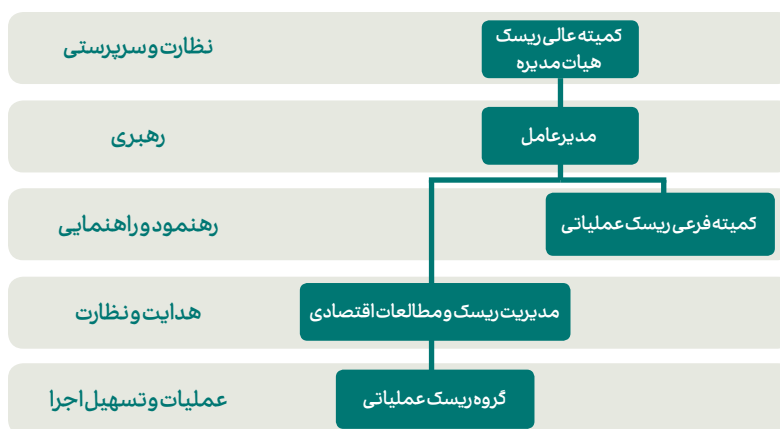 کمیته عالی ریسک
هیات مدیره
نظارت و سرپرستی
مدیرعامل
رهبری
کمیته فرعی ریسک عملیاتی
رهنمود و راهنمایی
مدیریت ریسک و مطالعات اقتصادی
هدایت و نظارت
گروه ریسک عملیاتی
عملیات و تسهیل اجرا